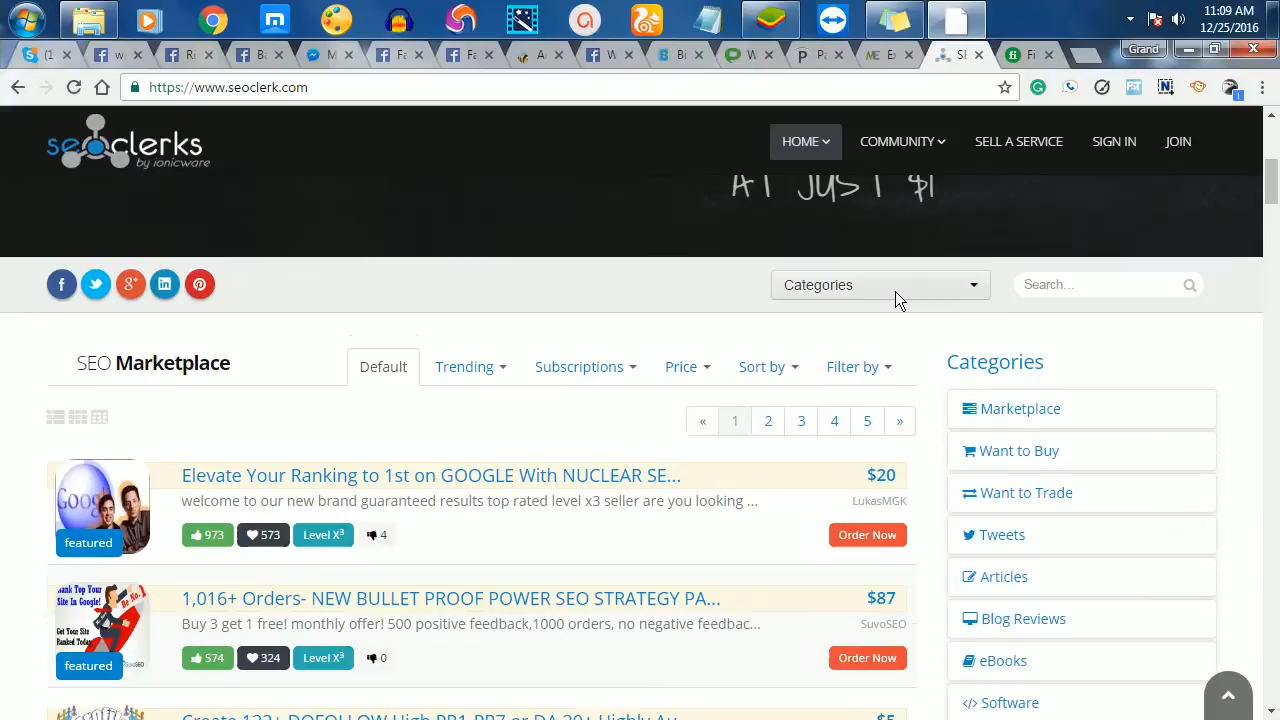 11:09 AM
12/25/2016
Grand
https://www.seoclerk.com
seoclerks
by ionicware
HOME
COMMUNITY
SELL A SERVICE
SIGN IN
JOIN
AT JUST $1
Categories
Search...
SEO Marketplace
Default
Trending
Subscriptions
Price
Sort by
Filter by
« 1 2 3 4 5 »
Elevate Your Ranking to 1st on GOOGLE With NUCLEAR SE...
$20
welcome to our new brand guaranteed results top rated level x3 seller are you looking ...
LukasMGK
featured
973 573 Level X³ 4
Order Now
1,016+ Orders- NEW BULLET PROOF POWER SEO STRATEGY PA...
$87
Buy 3 get 1 free! monthly offer! 500 positive feedback,1000 orders, no negative feedbac...
SuvoSEO
featured
574 324 Level X³ 0
Order Now
$5
Categories
Marketplace
Want to Buy
Want to Trade
Tweets
Articles
Blog Reviews
eBooks
Software